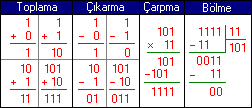 Toplama
1 1
+ 0 + 1
1 10
10 101
+ 1 + 10
11 111
Çıkarma
1 1
− 0 − 1
1 0
10 101
− 1 − 10
01 011
Çarpma
101
× 11
101
−101
1111
Bölme
1111 11
− 11 101
0011
− 11
00